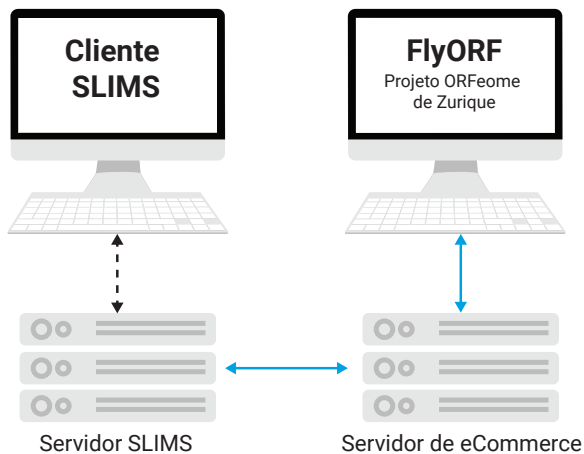 Cliente
SLIMS
FlyORF
Projeto ORFeome
de Zurique
Servidor SLIMS
Servidor de eCommerce